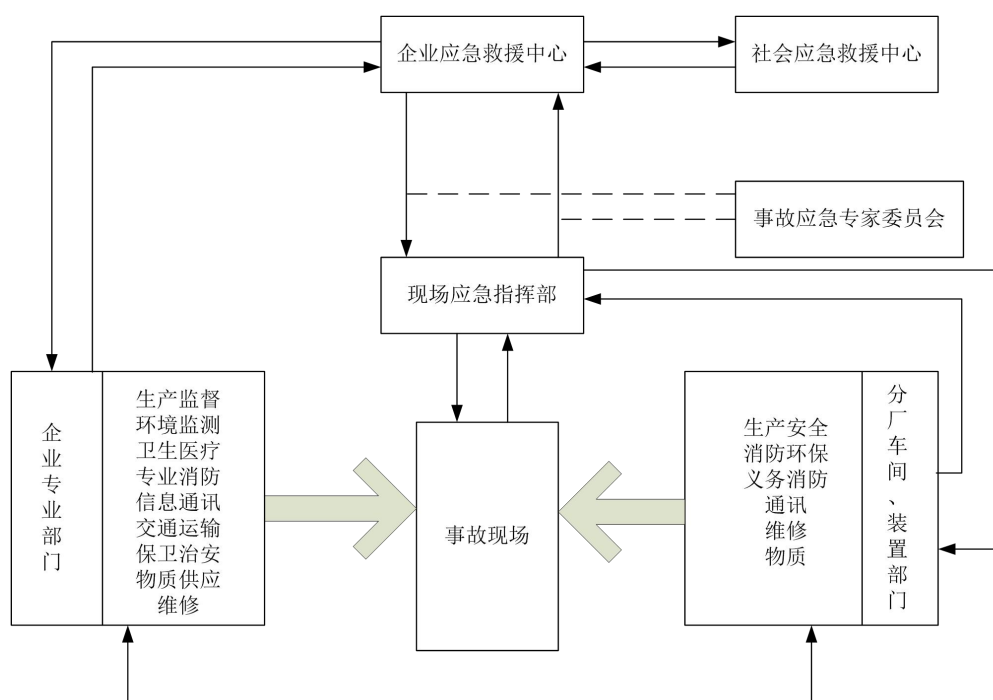 企业应急救援中心
社会应急救援中心
事故应急专家委员会
现场应急指挥部
企业专业部门
生产监督
环境监测
卫生医疗
专业消防
信息通讯
交通运输
保卫治安
物质供应
维修
事故现场
生产安全
消防环保
义务消防
通讯
维修
物质
分厂车间、装置部门